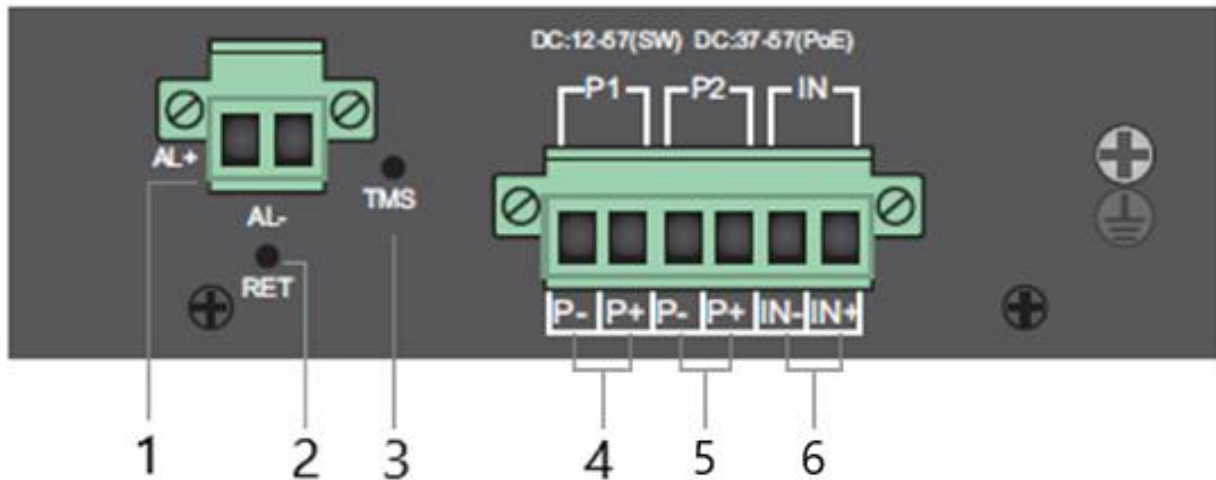 DC:12-57(SW) DC:37-57(PoE)
P1 P2 IN
AL+
TMS
AL-
RET
P- P+ P- P+ IN- IN+
1 2 3 4 5 6